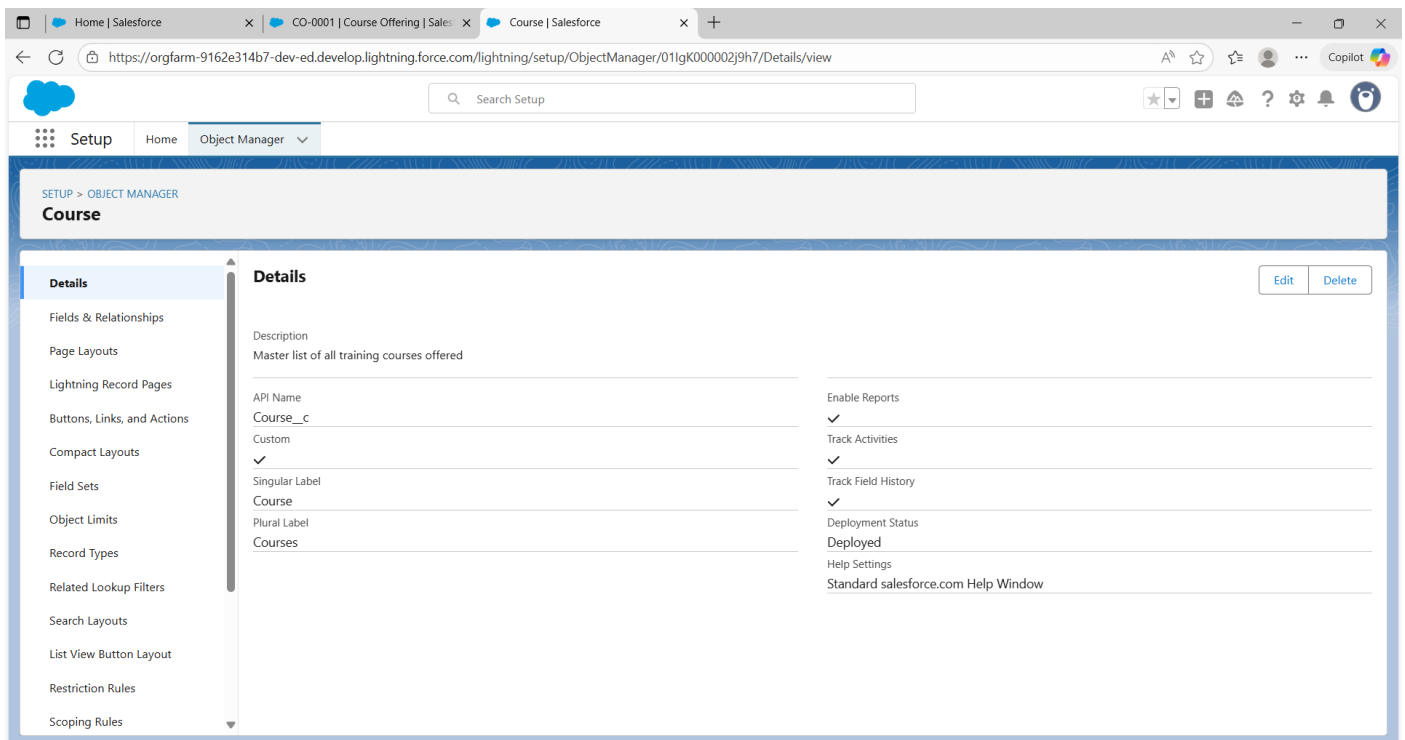 Home | Salesforce
CO-0001 | Course Offering | Sales
Course | Salesforce
https://orgfarm-9162e314b7-dev-ed.develop.lightning.force.com/lightning/setup/ObjectManager/01IgK000002j9h7/Details/view
Copilot
Search Setup
Setup
Home
Object Manager
SETUP > OBJECT MANAGER
Course
Details
Fields & Relationships
Page Layouts
Lightning Record Pages
Buttons, Links, and Actions
Compact Layouts
Field Sets
Object Limits
Record Types
Related Lookup Filters
Search Layouts
List View Button Layout
Restriction Rules
Scoping Rules
Details
Edit
Delete
Description
Master list of all training courses offered
API Name
Course__c
Custom
Singular Label
Course
Plural Label
Courses
Enable Reports
Track Activities
Track Field History
Deployment Status
Deployed
Help Settings
Standard salesforce.com Help Window